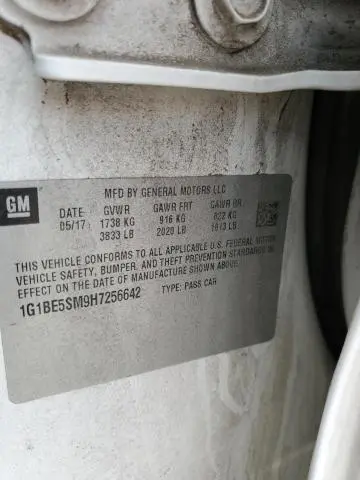 GM
MFD BY GENERAL MOTORS LLC
DATE GVWR GAWR FRT GAWR RR
05/17 1738 KG 916 KG 822 KG
3833 LB 2020 LB 1813 LB
THIS VEHICLE CONFORMS TO ALL APPLICABLE U.S. FEDERAL MOTOR
VEHICLE SAFETY, BUMPER, AND THEFT PREVENTION STANDARDS IN
EFFECT ON THE DATE OF MANUFACTURE SHOWN ABOVE.
1G1BE5SM9H7256642 TYPE: PASS CAR